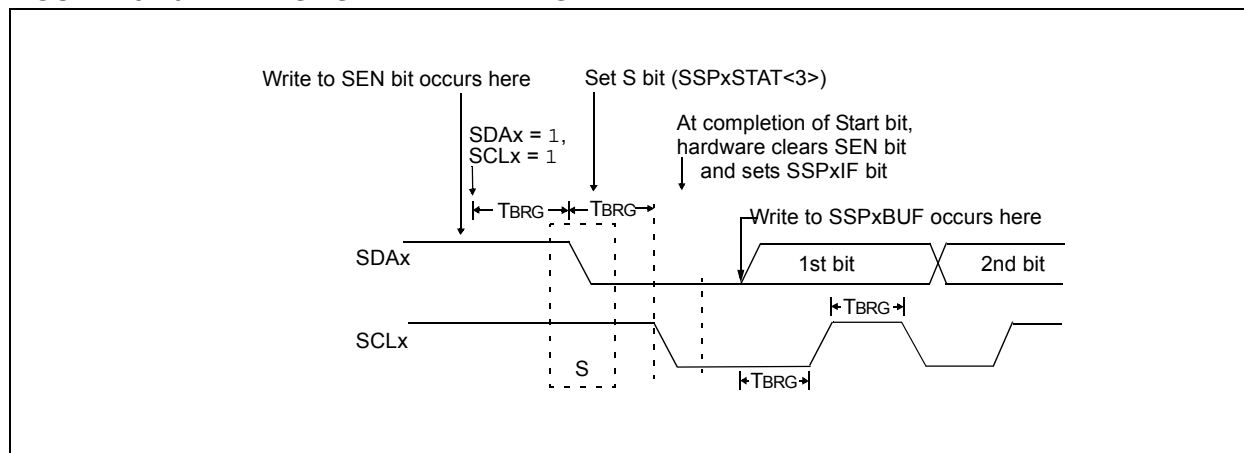 Write to SEN bit occurs here
Set S bit (SSPxSTAT<3>)
SDAx = 1,
SCLx = 1
At completion of Start bit,
hardware clears SEN bit
and sets SSPxIF bit
TBRG
TBRG
Write to SSPxBUF occurs here
SDAx
1st bit
2nd bit
TBRG
SCLx
S
TBRG